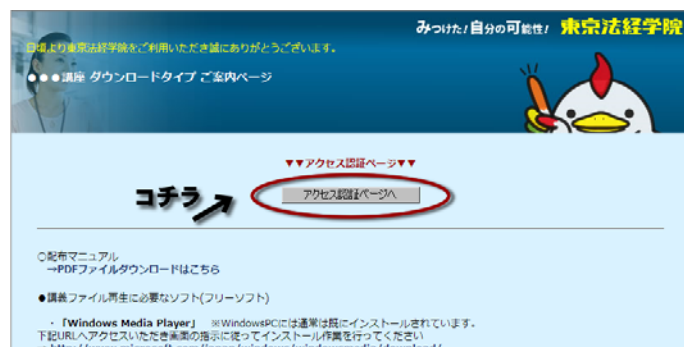 みつけた!自分の可能性! 東京法経学院
日頃より東京法経学院をご利用いただき誠にありがとうございます。
●●●講座 ダウンロードタイプ ご案内ページ
▼▼アクセス認証ページ▼▼
コチラ
アクセス認証ページへ
○配布マニュアル
→PDFファイルダウンロードはこちら
●講義ファイル再生に必要なソフト(フリーソフト)
・「Windows Media Player」 ※WindowsPCには通常は既にインストールされています。
下記URLへアクセスいただき画面の指示に従ってインストール作業を行ってください